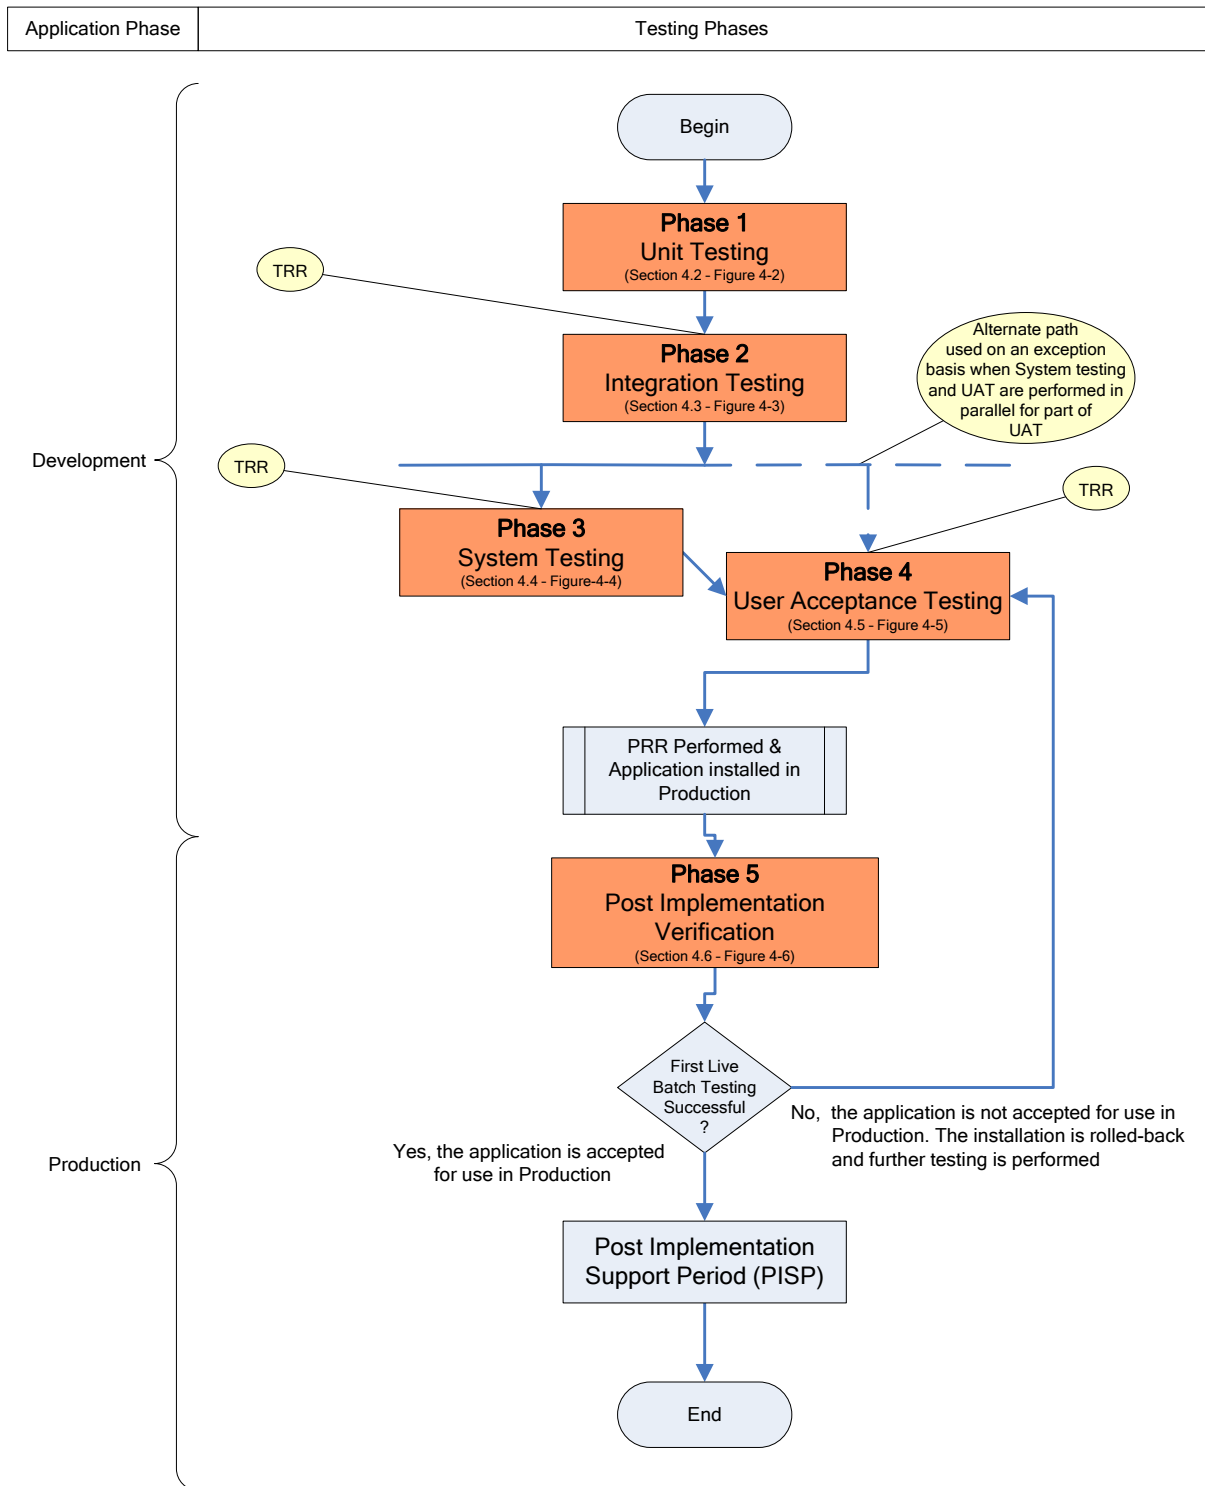 Application Phase
Testing Phases
Begin
Phase 1
Unit Testing
(Section 4.2 - Figure 4-2)
TRR
Phase 2
Integration Testing
(Section 4.3 - Figure 4-3)
Alternate path
used on an exception
basis when System testing
and UAT are performed in
parallel for part of
UAT
Development
TRR
TRR
Phase 3
System Testing
(Section 4.4 - Figure-4-4)
Phase 4
User Acceptance Testing
(Section 4.5 - Figure 4-5)
PRR Performed &
Application installed in
Production
Phase 5
Post Implementation
Verification
(Section 4.6 - Figure 4-6)
First Live
Batch Testing
Successful
?
No, the application is not accepted for use in
Production. The installation is rolled-back
and further testing is performed
Yes, the application is accepted
for use in Production
Production
Post Implementation
Support Period (PISP)
End